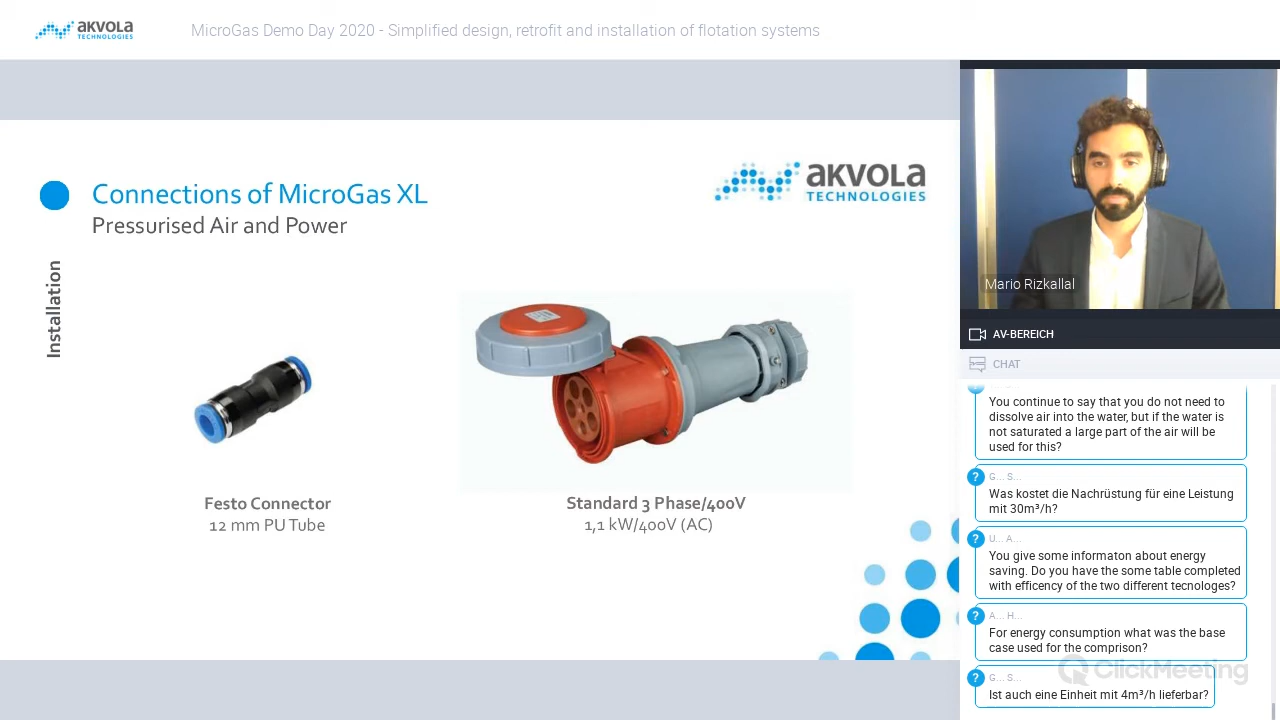 akvola
TECHNOLOGIES
MicroGas Demo Day 2020 - Simplified design, retrofit and installation of flotation systems
Connections of MicroGas XL
Pressurised Air and Power
akvola
TECHNOLOGIES
Installation
Festo Connector
12 mm PU Tube
Standard 3 Phase/400V
1,1 kW/400V (AC)
Mario Rizkallal
AV-BEREICH
CHAT
You continue to say that you do not need to
dissolve air into the water, but if the water is
not saturated a large part of the air will be
used for this?
? G... S...
Was kostet die Nachrüstung für eine Leistung
mit 30m³/h?
? U... A...
You give some informaton about energy
saving. Do you have the some table completed
with efficency of the two different tecnologes?
? A... H...
For energy consumption what was the base
case used for the comprison?
ClickMeeting
? G... S...
Ist auch eine Einheit mit 4m³/h lieferbar?